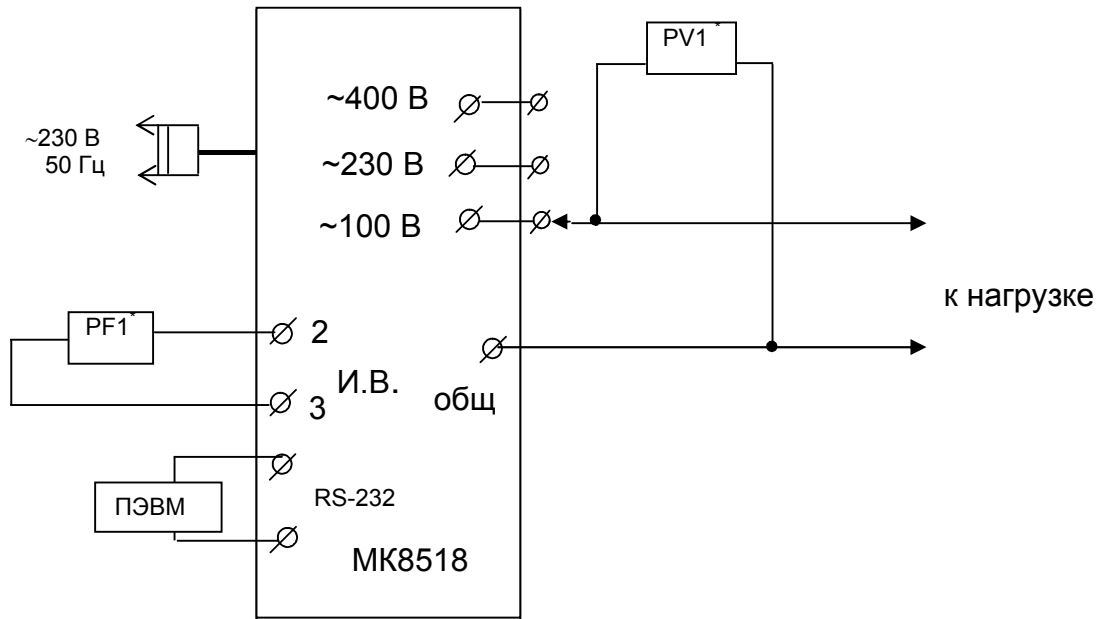 PV1*
~400 В
~230 В
50 Гц
~230 В
~100 В
к нагрузке
PF1*
2
И.В.
3
общ
ПЭВМ
RS-232
МК8518